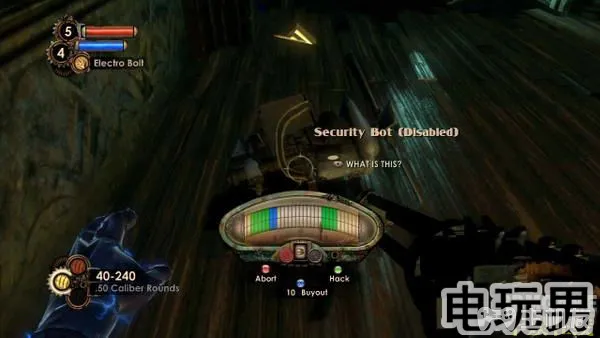 5
4
Electro Bolt
Security Bot (Disabled)
WHAT IS THIS?
Abort
Hack
10 Buyout
40-240
.50 Caliber Rounds
电玩男